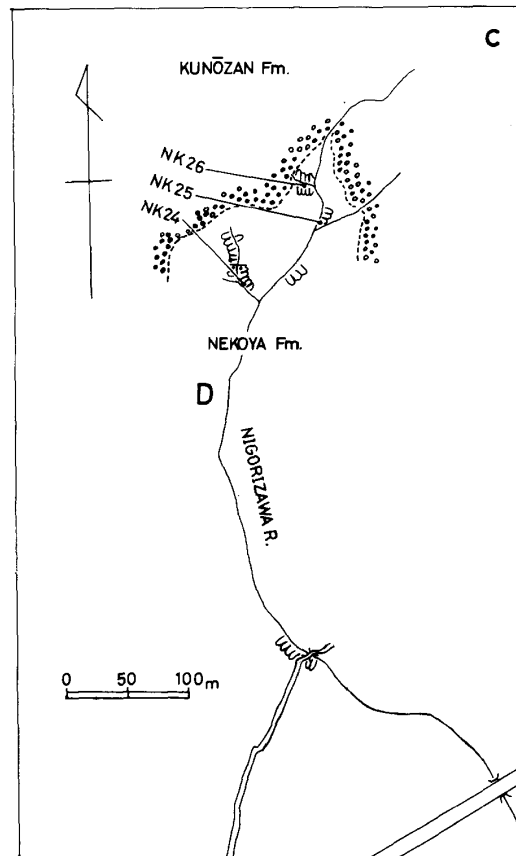 C
KUNŌZAN Fm.
NK26
NK25
NK24
NEKOYA Fm.
D
NIGORIZAWA R.
0 50 100m